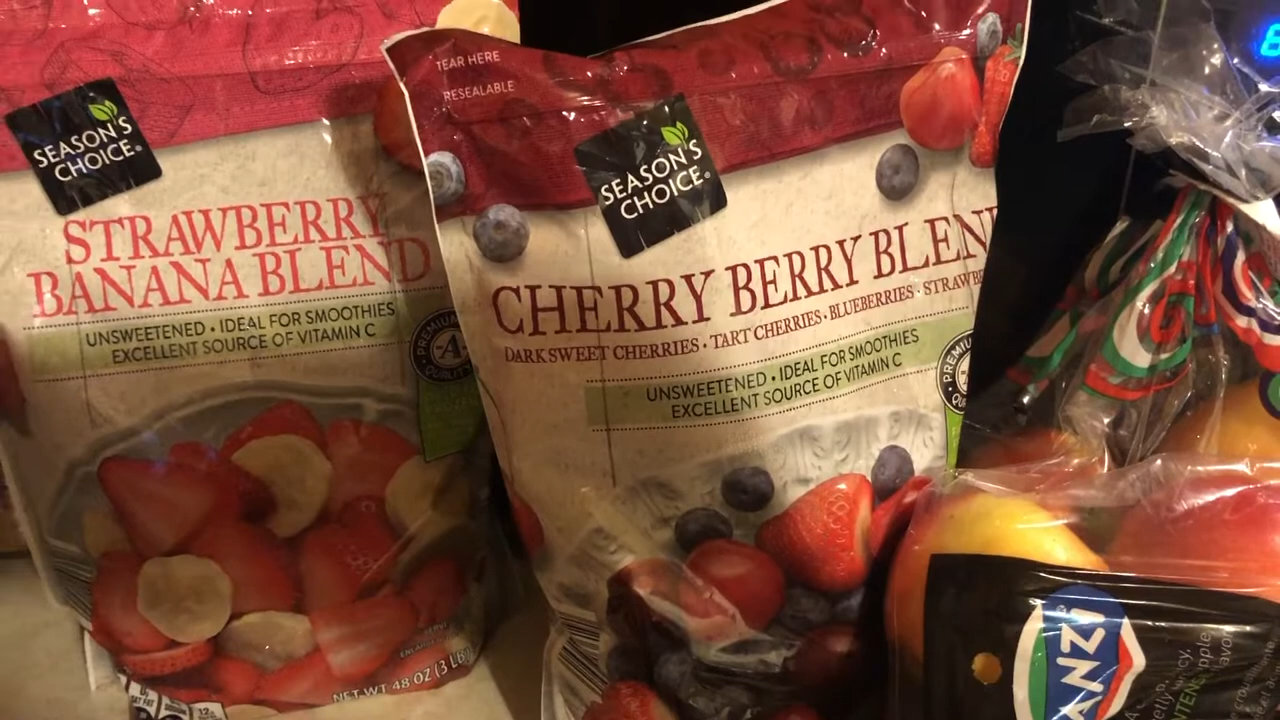 SEASON'S
CHOICE®
STRAWBERRY
BANANA BLEND
UNSWEETENED • IDEAL FOR SMOOTHIES
EXCELLENT SOURCE OF VITAMIN C
PREMIUM
A
QUALITY
NET WT 48 OZ (3 LB)
TEAR HERE
RESEALABLE
SEASON'S
CHOICE®
CHERRY BERRY BLEN
DARK SWEET CHERRIES • TART CHERRIES • BLUEBERRIES • STRAWBE
UNSWEETENED • IDEAL FOR SMOOTHIES
EXCELLENT SOURCE OF VITAMIN C
PREMIUM
A
ANZI